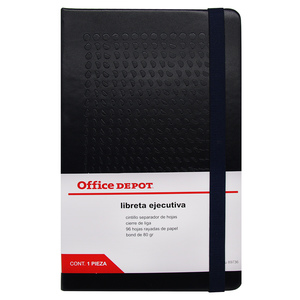 Office DEPOT
libreta ejecutiva
cintillo separador de hojas
cierre de liga
96 hojas rayadas de papel
bond de 85 gr
CONT. 1 PIEZA